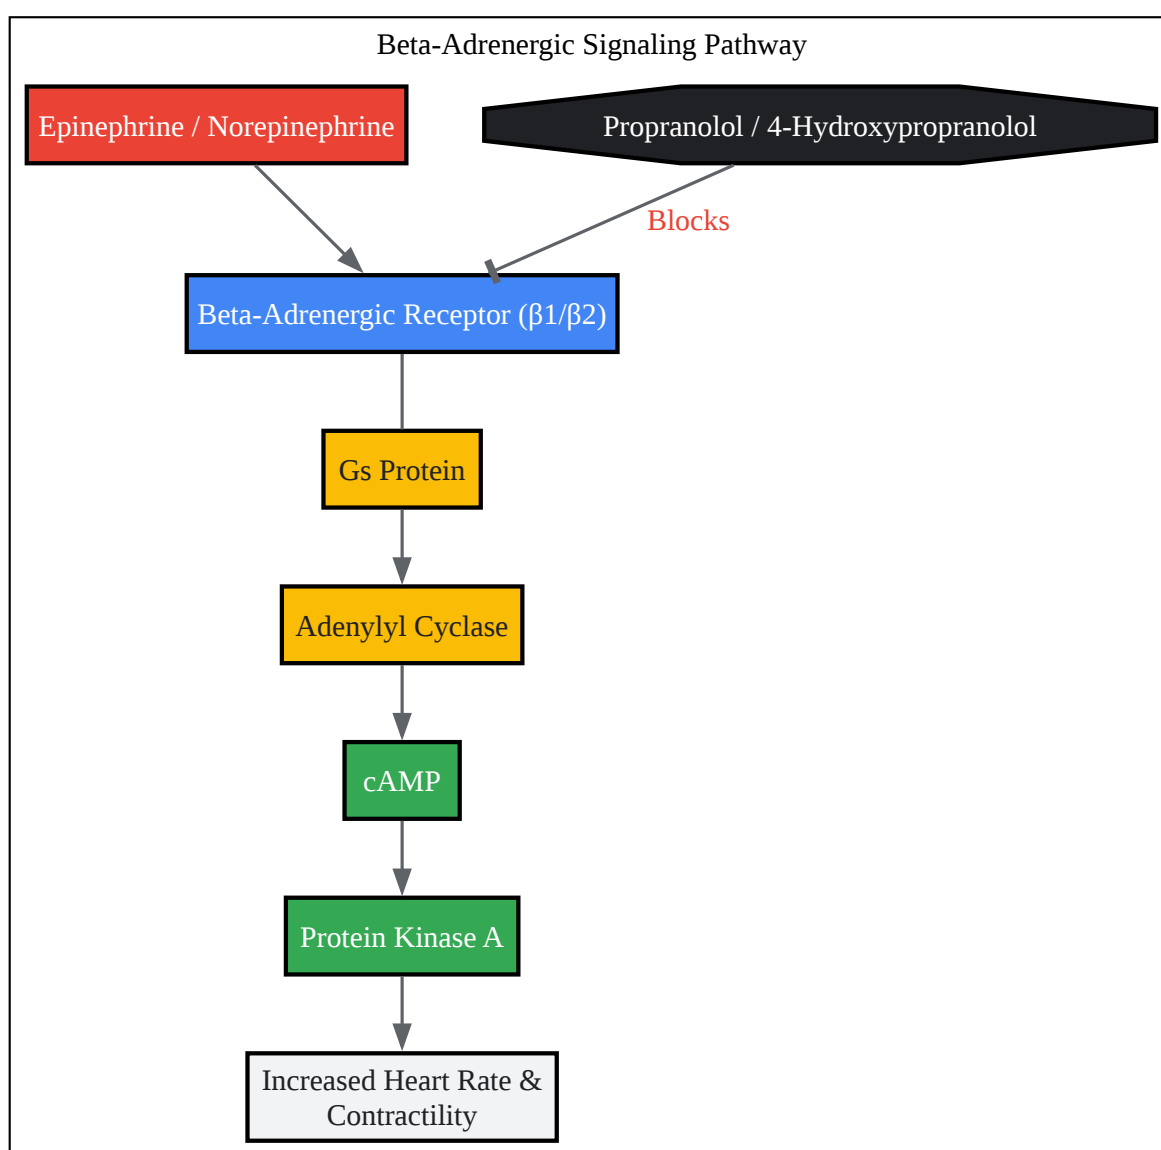 Beta-Adrenergic Signaling Pathway
Epinephrine / Norepinephrine
Propranolol / 4-Hydroxypropranolol
Blocks
Beta-Adrenergic Receptor (β1/β2)
Gs Protein
Adenylyl Cyclase
cAMP
Protein Kinase A
Increased Heart Rate &
Contractility